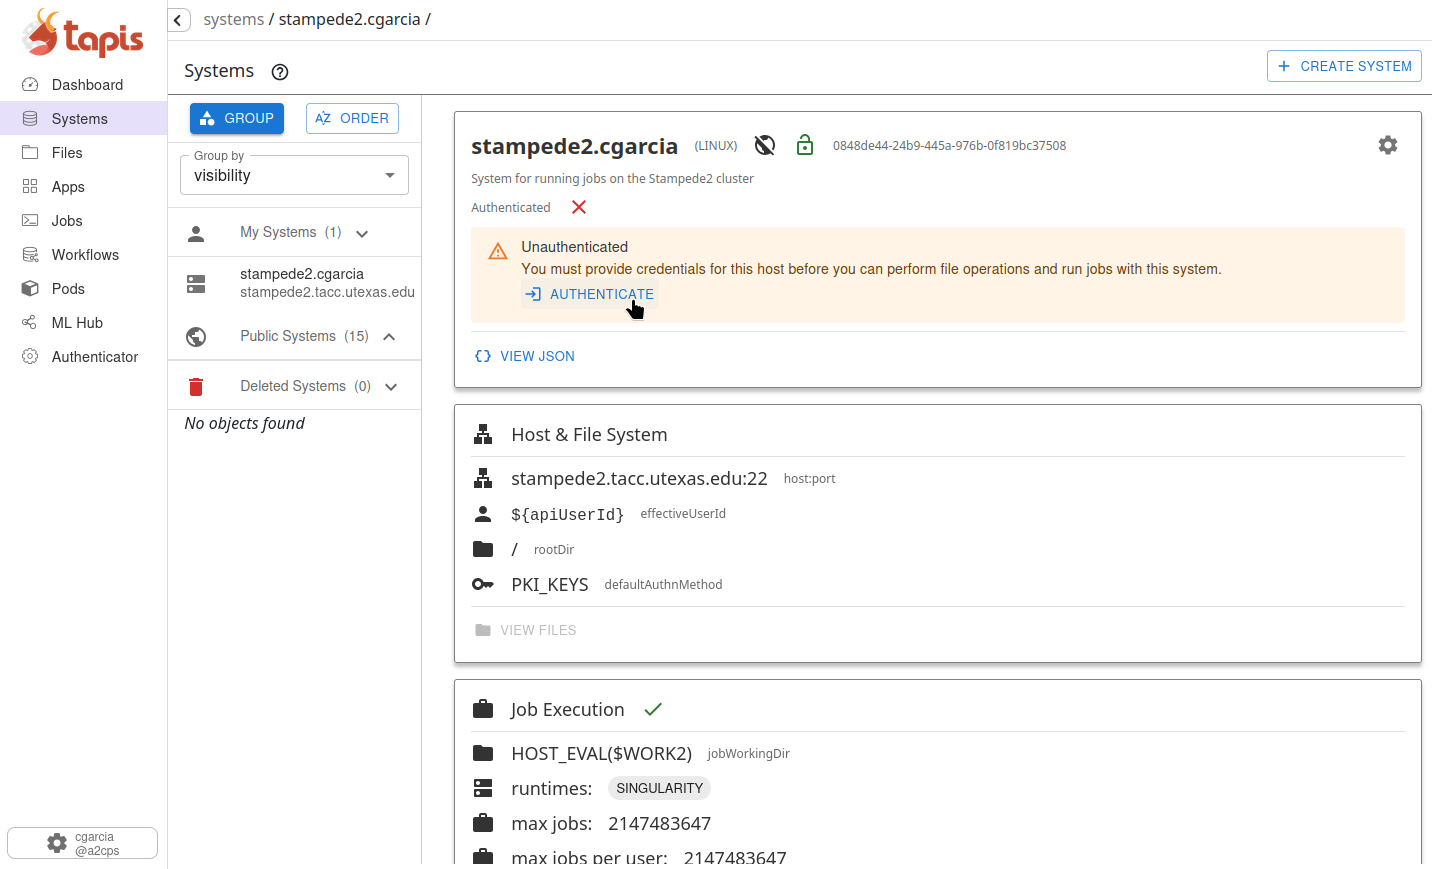 tapis
systems / stampede2.cgarcia /
Dashboard
Systems
Files
Apps
Jobs
Workflows
Pods
ML Hub
Authenticator
cgarcia
@a2cps
Systems
CREATE SYSTEM
GROUP
ORDER
Group by
visibility
My Systems (1)
stampede2.cgarcia
stampede2.tacc.utexas.edu
Public Systems (15)
Deleted Systems (0)
No objects found
stampede2.cgarcia (LINUX) 0848de44-24b9-445a-976b-0f819bc37508
System for running jobs on the Stampede2 cluster
Authenticated
Unauthenticated
You must provide credentials for this host before you can perform file operations and run jobs with this system.
AUTHENTICATE
VIEW JSON
Host & File System
stampede2.tacc.utexas.edu:22 host:port
${apiUserId} effectiveUserId
/ rootDir
PKI_KEYS defaultAuthnMethod
VIEW FILES
Job Execution
HOST_EVAL($WORK2) jobWorkingDir
runtimes: SINGULARITY
max jobs: 2147483647
max jobs per user: 2147483647